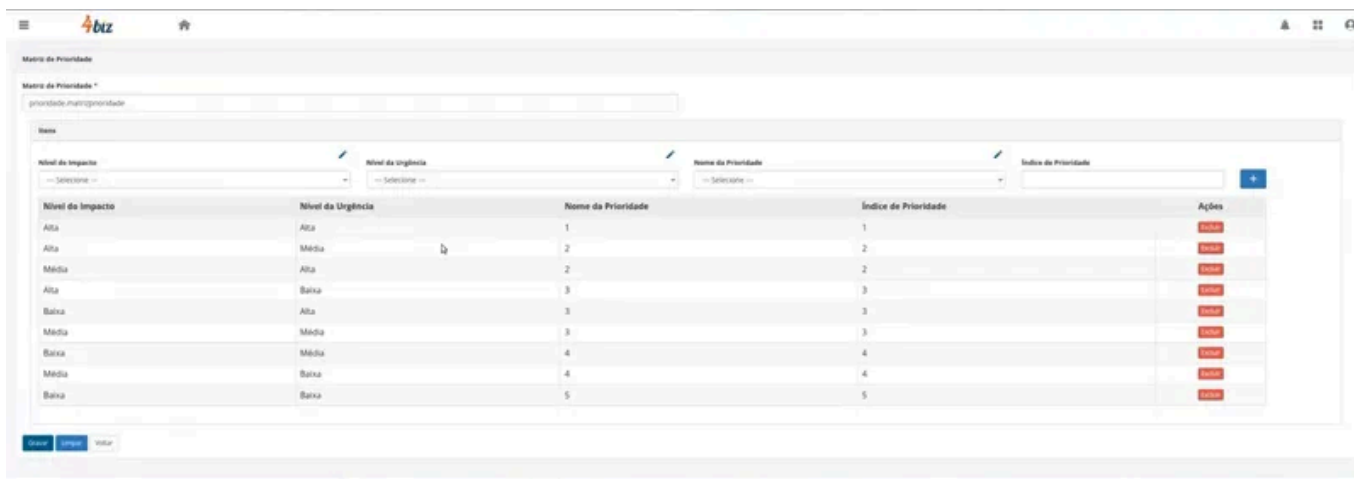 4biz
Matriz de Prioridade
Matriz de Prioridade *
prioridade.matrizprioridade
Itens
Nível do Impacto Nível da Urgência Nome da Prioridade Índice de Prioridade
--- Selecione --- --- Selecione --- --- Selecione --- +
Nível do Impacto Nível da Urgência Nome da Prioridade Índice de Prioridade Ações
Alta Alta 1 1 Excluir
Alta Média 2 2 Excluir
Média Alta 2 2 Excluir
Alta Baixa 3 3 Excluir
Baixa Alta 3 3 Excluir
Média Média 3 3 Excluir
Baixa Média 4 4 Excluir
Média Baixa 4 4 Excluir
Baixa Baixa 5 5 Excluir
Gravar Limpar Voltar